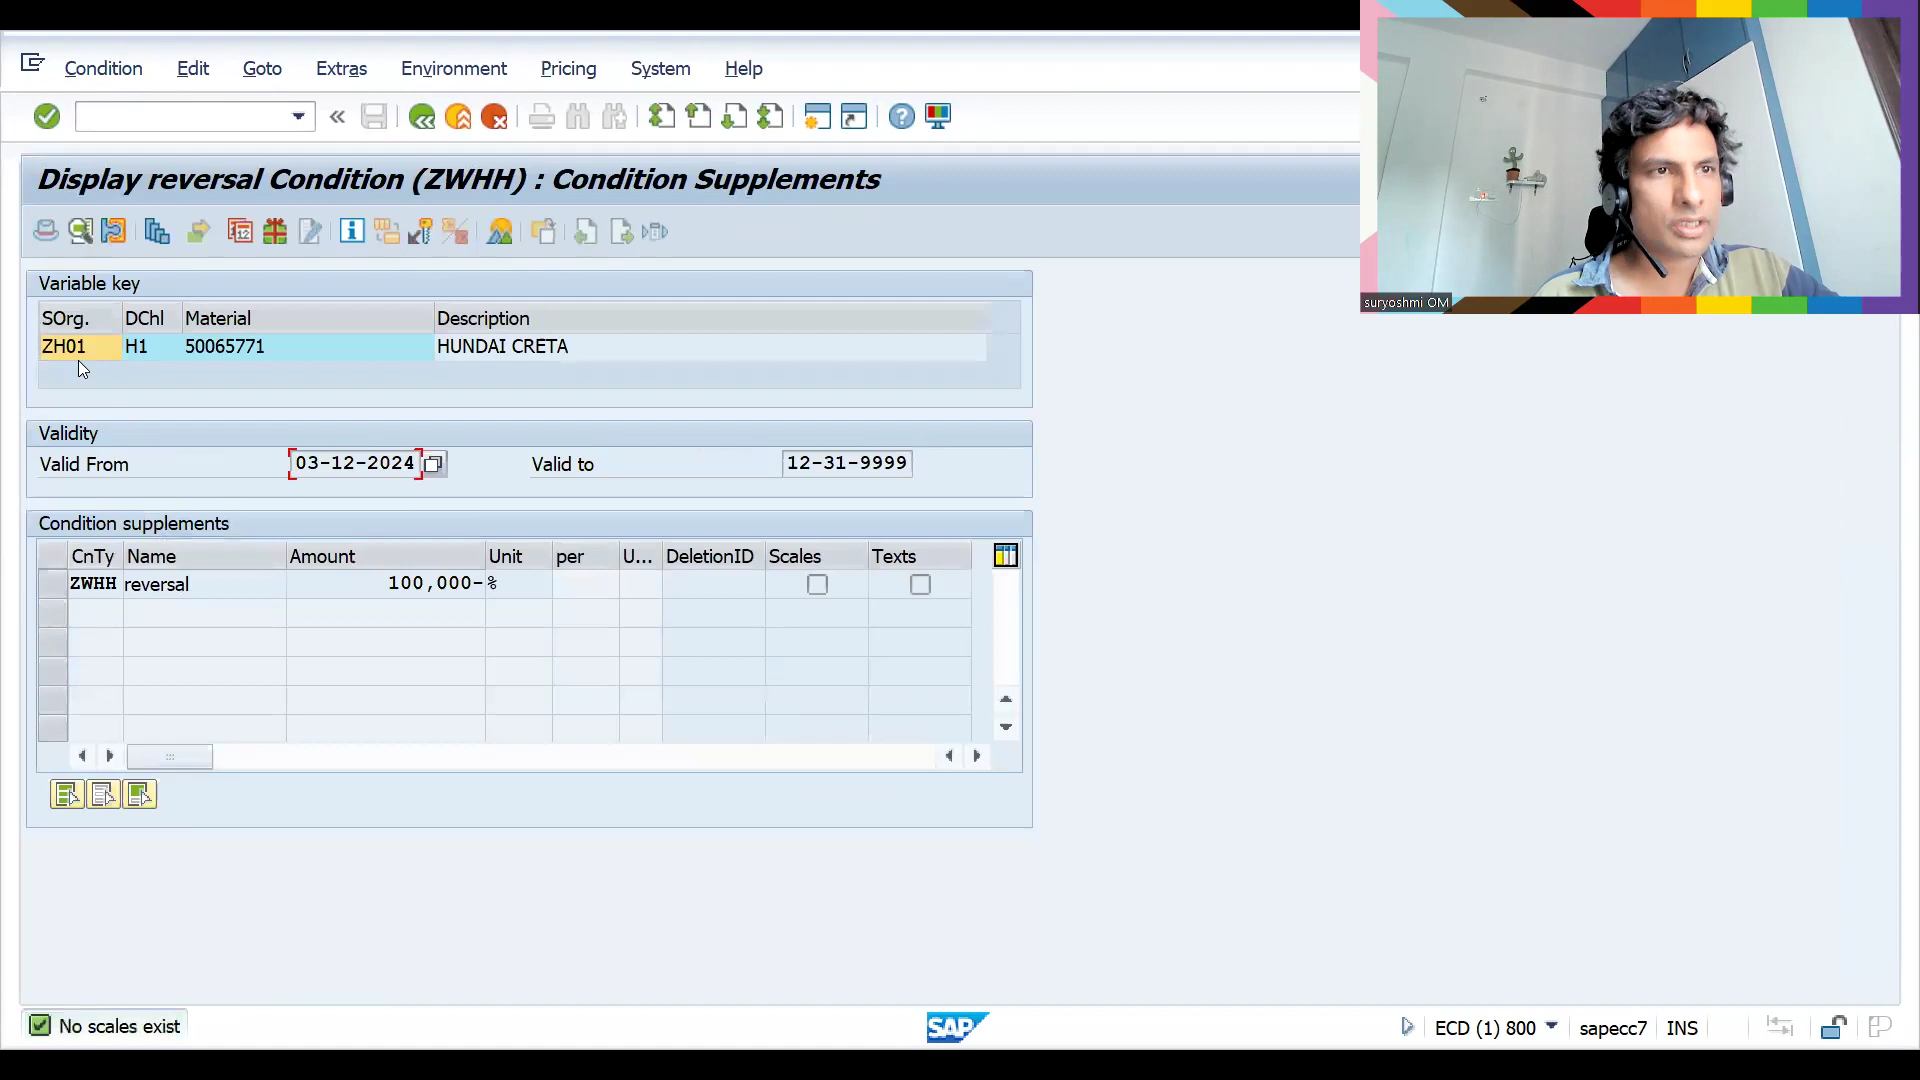 Condition Edit Goto Extras Environment Pricing System Help
Display reversal Condition (ZWHH) : Condition Supplements
Variable key
SOrg. DChl Material Description
ZH01 H1 50065771 HUNDAI CRETA
Validity
Valid From 03-12-2024 Valid to 12-31-9999
Condition supplements
CnTy Name Amount Unit per U... DeletionID Scales Texts
ZWHH reversal 100,000- %
No scales exist
SAP
ECD (1) 800 sapecc7 INS
suryoshmi OM